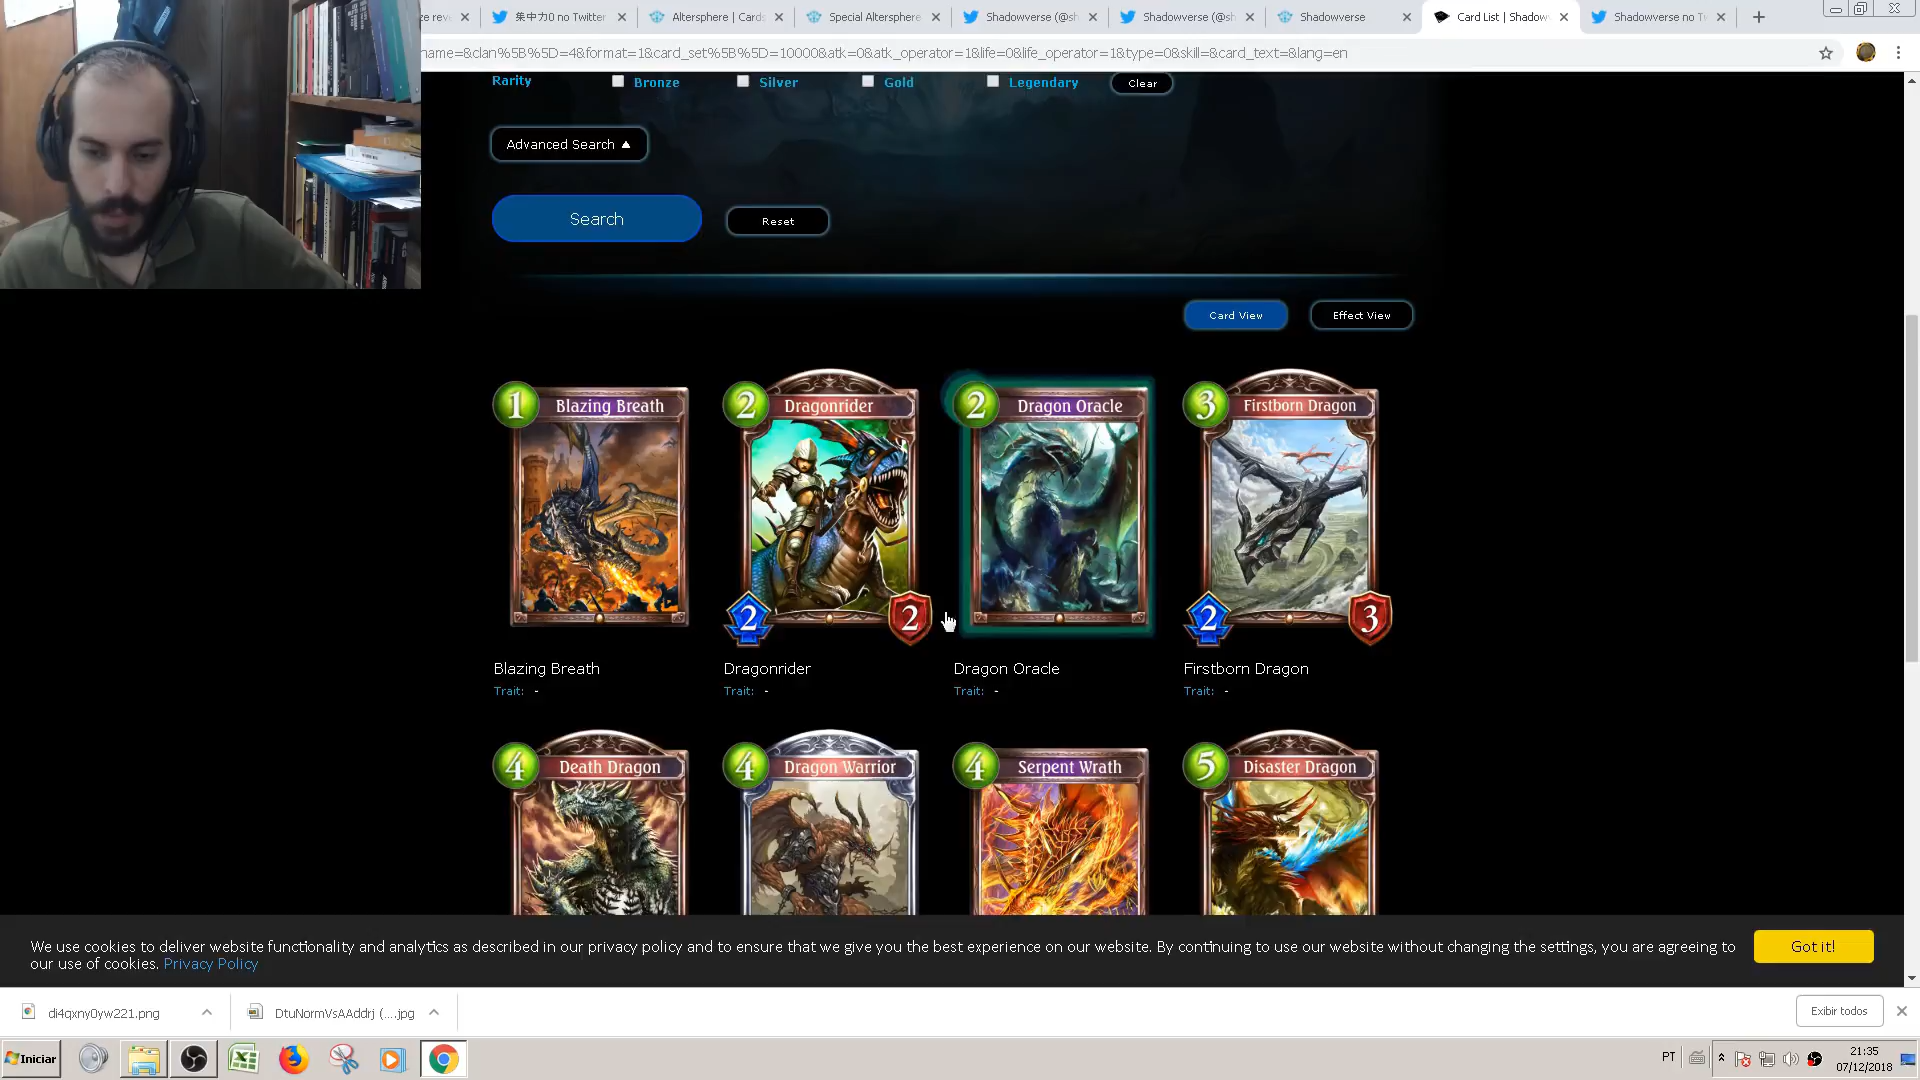 ze rev
集中力0 no Twitter
Altersphere | Cards
Special Altersphere
Shadowverse (@sh
Shadowverse (@sh
Shadowverse
Card List | Shadow
Shadowverse no Tw
name=&clan%5B%5D=4&format=1&card_set%5B%5D=10000&atk=0&atk_operator=1&life=0&life_operator=1&type=0&skill=&card_text=&lang=en
Rarity
Bronze
Silver
Gold
Legendary
Clear
Advanced Search ▲
Search
Reset
Card View
Effect View
1 Blazing Breath
2 Dragonrider
2 Dragon Oracle
3 Firstborn Dragon
2 2
2 3
Blazing Breath
Dragonrider
Dragon Oracle
Firstborn Dragon
Trait: -
Trait: -
Trait: -
Trait: -
4 Death Dragon
4 Dragon Warrior
4 Serpent Wrath
5 Disaster Dragon
We use cookies to deliver website functionality and analytics as described in our privacy policy and to ensure that we give you the best experience on our website. By continuing to use our website without changing the settings, you are agreeing to
our use of cookies. Privacy Policy
Got it!
di4qxny0yw221.png
DtuNormVsAAddrj (....jpg
Exibir todos
Iniciar
PT
21:35
07/12/2018